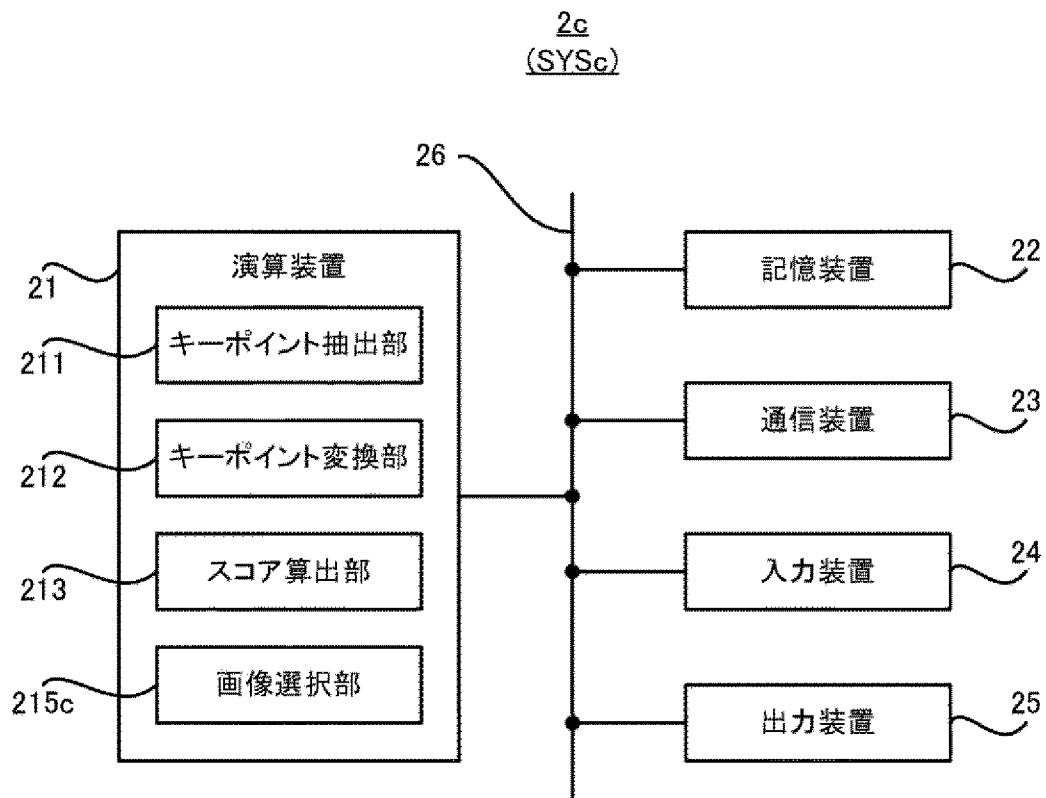 2c
(SYSc)
26
21
演算装置
211
キーポイント抽出部
212
キーポイント変換部
213
スコア算出部
215c
画像選択部
記憶装置
22
通信装置
23
入力装置
24
出力装置
25